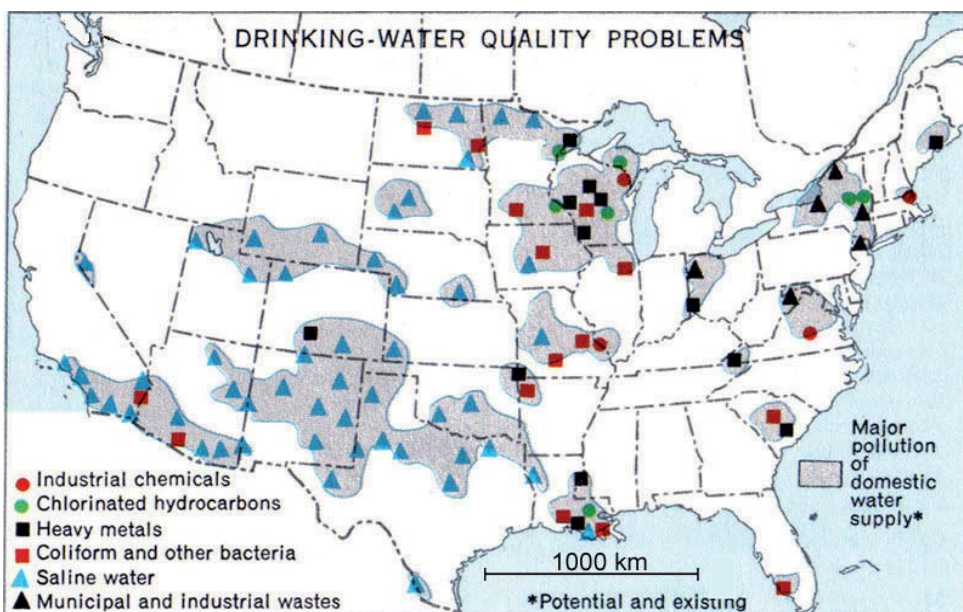 DRINKING-WATER QUALITY PROBLEMS
Major
pollution
of
domestic
water
supply*
Industrial chemicals
Chlorinated hydrocarbons
Heavy metals
Coliform and other bacteria
Saline water
Municipal and industrial wastes
1000 km
*Potential and existing